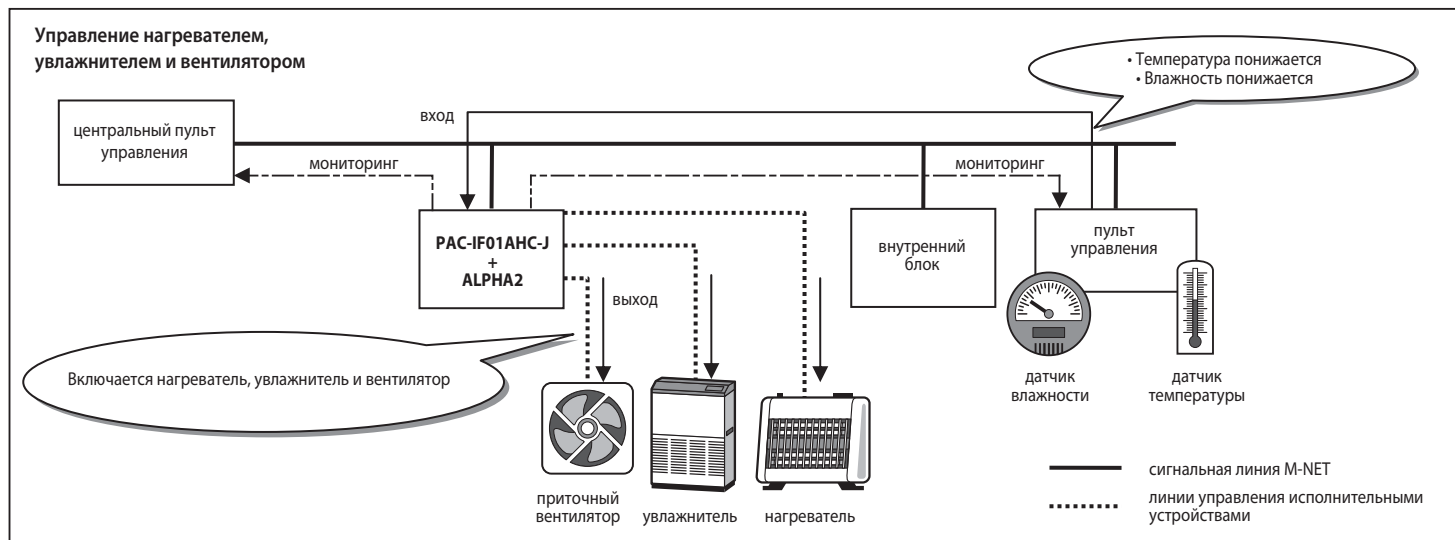 Управление нагревателем,
увлажнителем и вентилятором
• Температура понижается
• Влажность понижается
вход
центральный пульт
управления
мониторинг
мониторинг
PAC-IF01AHC-J
+
ALPHA2
внутренний
блок
пульт
управления
выход
Включается нагреватель, увлажнитель и вентилятор
датчик
влажности
датчик
температуры
приточный
вентилятор
увлажнитель
нагреватель
сигнальная линия M-NET
линии управления исполнительными
устройствами